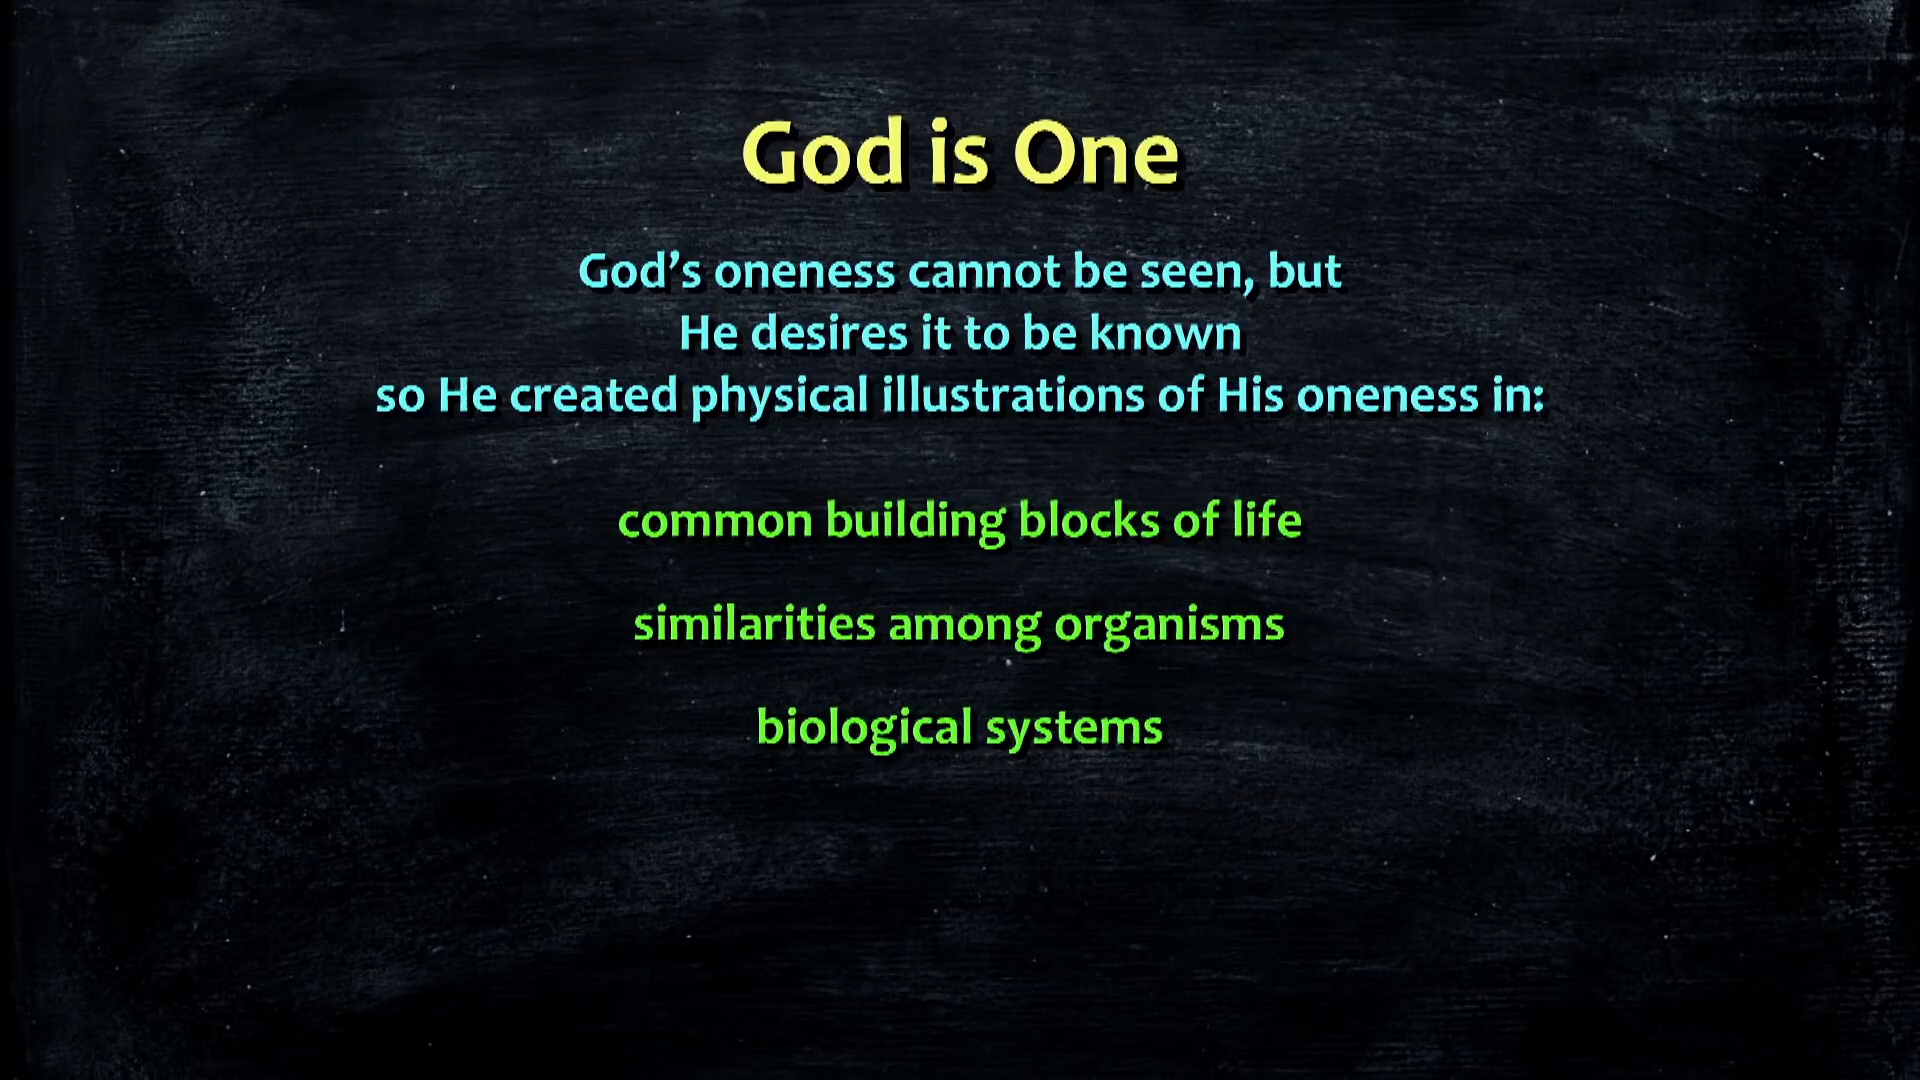 God is One
God’s oneness cannot be seen, but
He desires it to be known
so He created physical illustrations of His oneness in:
common building blocks of life
similarities among organisms
biological systems